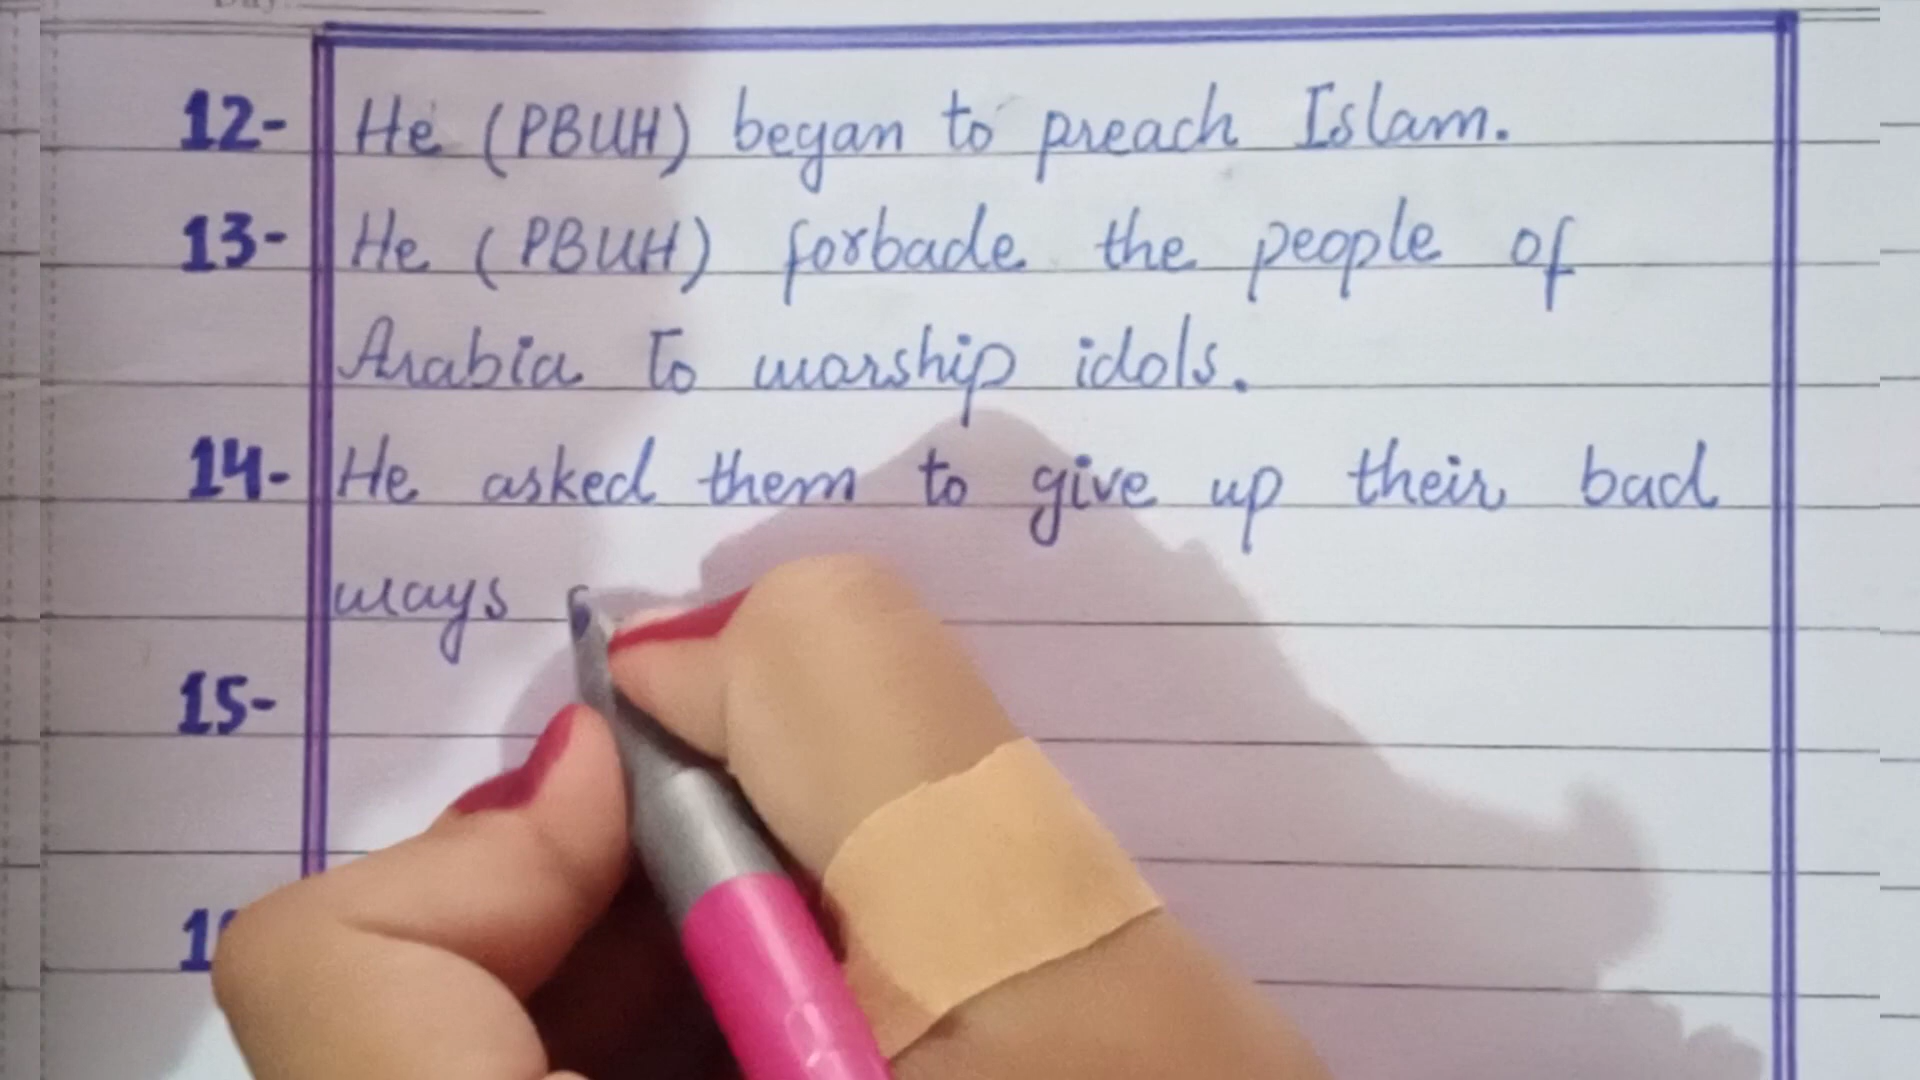 12- He (PBUH) began to preach Islam.
13- He (PBUH) forbade the people of
Arabia to worship idols.
14- He asked them to give up their bad
ways
15-